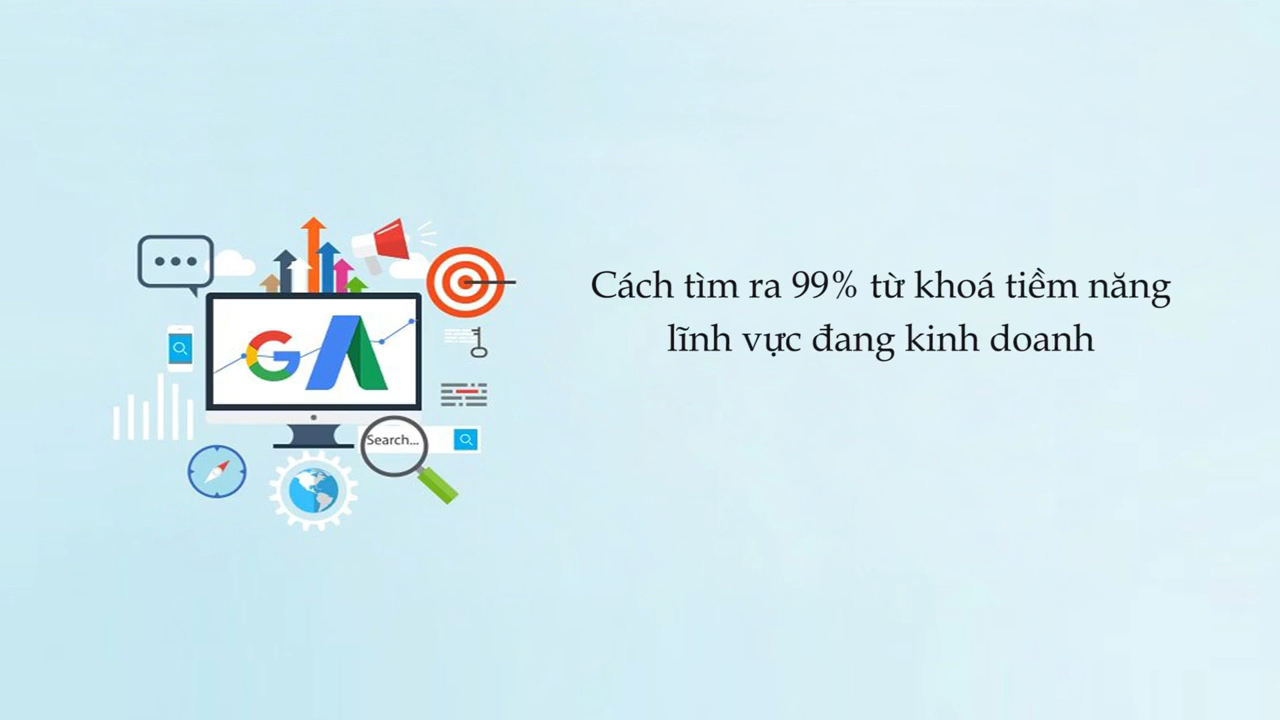 Cách tìm ra 99% từ khoá tiềm năng
lĩnh vực đang kinh doanh
G
Search...